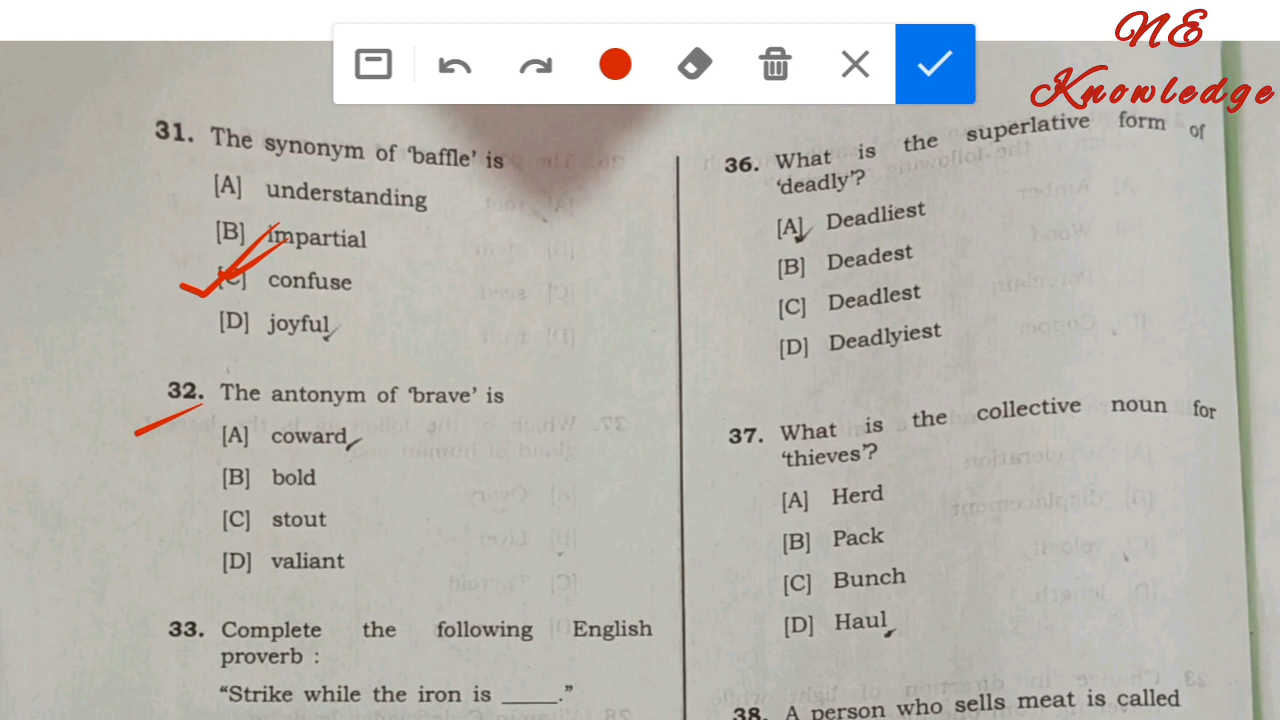 NE
Knowledge
31. The synonym of ‘baffle’ is
[A] understanding
[B] impartial
[C] confuse
[D] joyful
32. The antonym of ‘brave’ is
[A] coward
[B] bold
[C] stout
[D] valiant
33. Complete the following English
proverb :
“Strike while the iron is _____.”
36. What is the superlative form of
‘deadly’?
[A] Deadliest
[B] Deadest
[C] Deadlest
[D] Deadlyiest
37. What is the collective noun for
‘thieves’?
[A] Herd
[B] Pack
[C] Bunch
[D] Haul
38. A person who sells meat is called